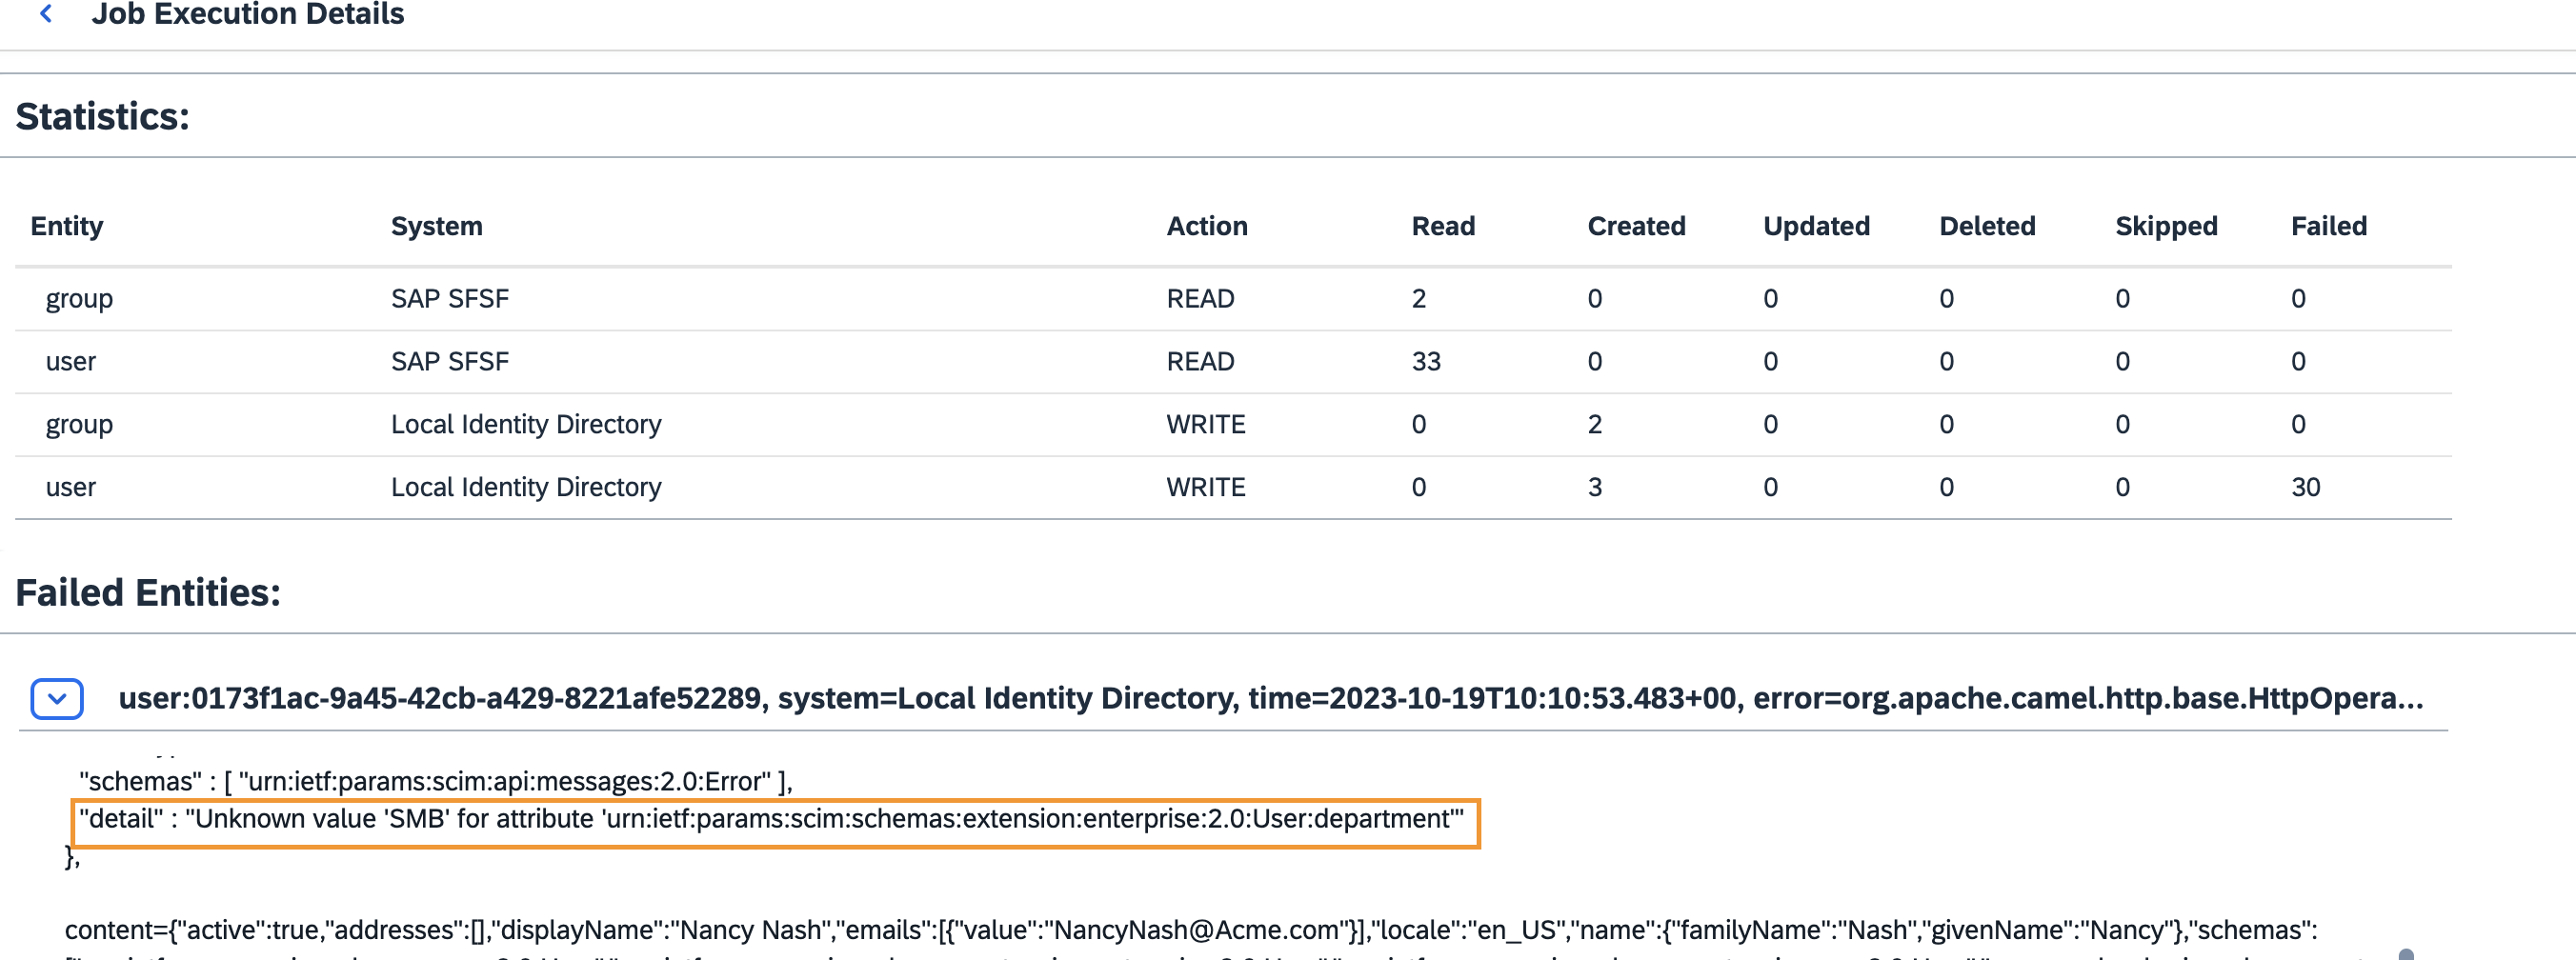 Job Execution Details
Statistics:
Entity System Action Read Created Updated Deleted Skipped Failed
group SAP SFSF READ 2 0 0 0 0 0
user SAP SFSF READ 33 0 0 0 0 0
group Local Identity Directory WRITE 0 2 0 0 0 0
user Local Identity Directory WRITE 0 3 0 0 0 30
Failed Entities:
user:0173f1ac-9a45-42cb-a429-8221afe52289, system=Local Identity Directory, time=2023-10-19T10:10:53.483+00, error=org.apache.camel.http.base.HttpOpera...
"schemas" : [ "urn:ietf:params:scim:api:messages:2.0:Error" ],
"detail" : "Unknown value 'SMB' for attribute 'urn:ietf:params:scim:schemas:extension:enterprise:2.0:User:department'"
},
content={"active":true,"addresses":[],"displayName":"Nancy Nash","emails":[{"value":"NancyNash@Acme.com"}],"locale":"en_US","name":{"familyName":"Nash","givenName":"Nancy"},"schemas":